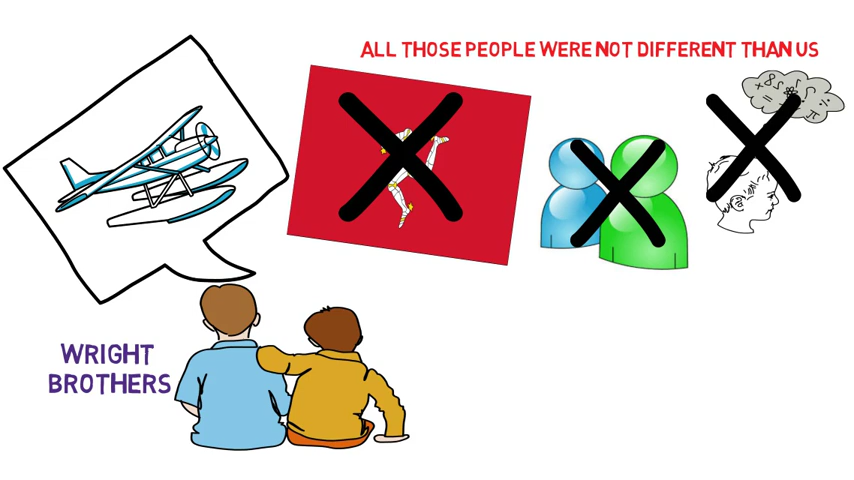 ALL THOSE PEOPLE WERE NOT DIFFERENT THAN US
WRIGHT
BROTHERS